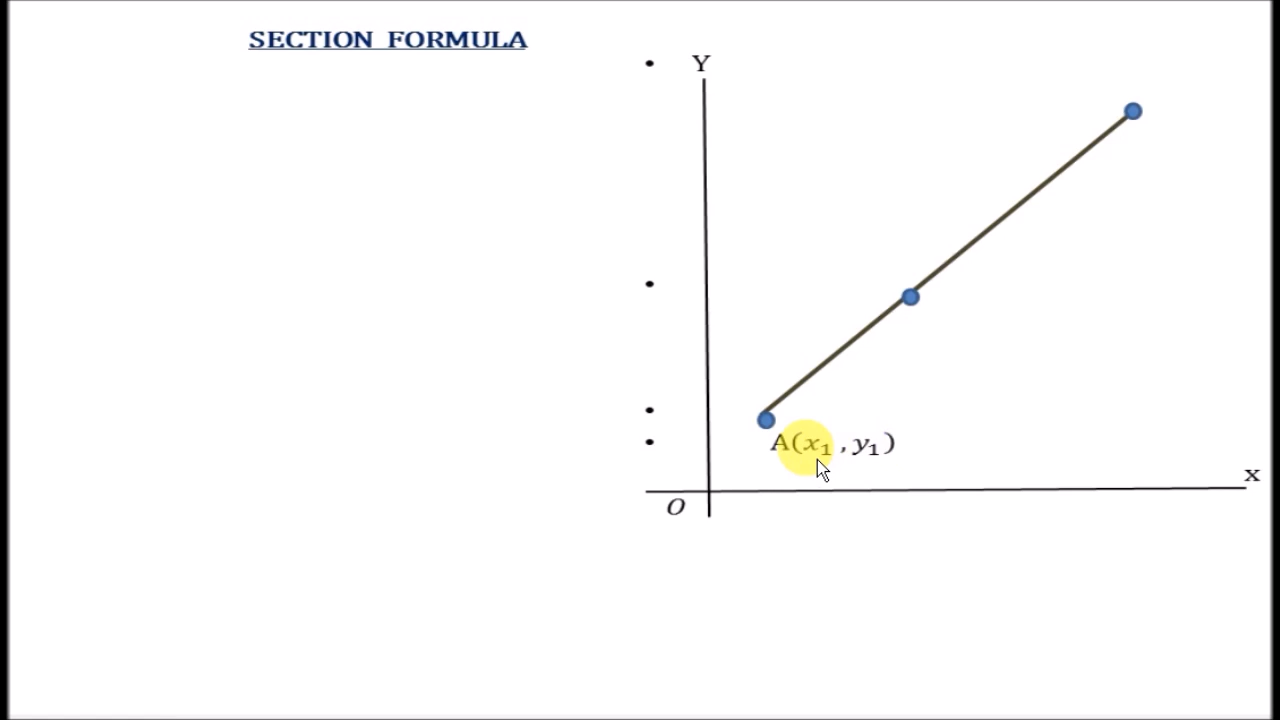 SECTION FORMULA
Y
A(x₁ , y₁)
X
O